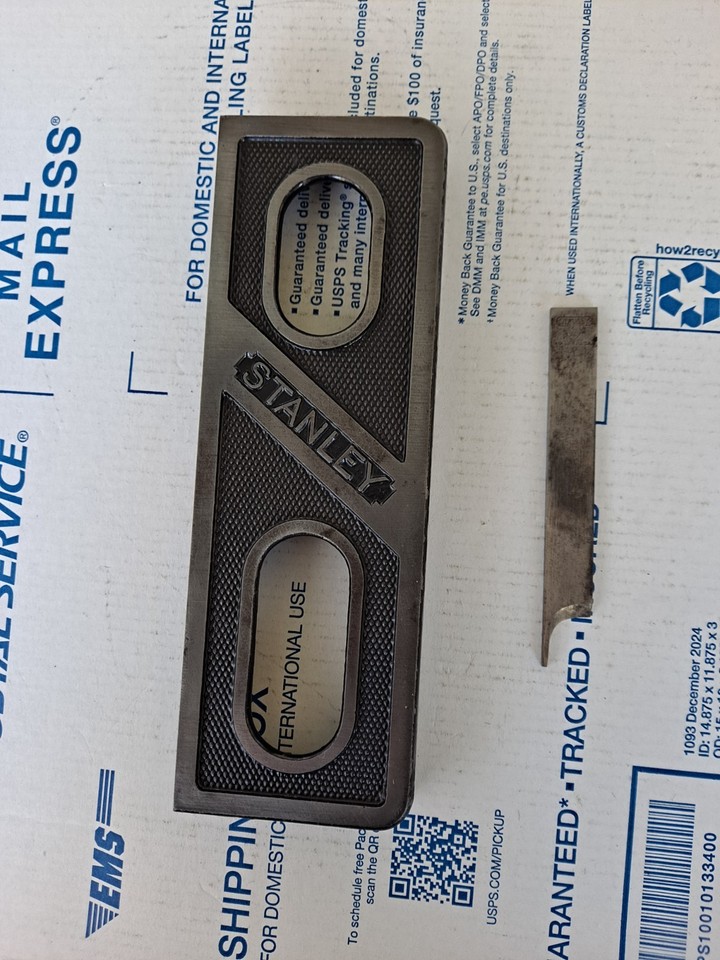 STANLEY
MAIL
EXPRESS®
SERVICE®
FOR DOMESTIC AND INTERNA
ING LABEL
cluded for domest
tinations.
$100 of insuran
quest.
■ Guaranteed deli
■ Guaranteed delive
■ USPS Tracking® s
and many inter
* Money Back Guarantee to U.S., select APO/FPO/DPO and select
See DMM and IMM at pe.usps.com for complete details.
† Money Back Guarantee for U.S. destinations only.
WHEN USED INTERNATIONALLY, A CUSTOMS DECLARATION LABEL
how2recy
Flatten Before
Recycling
TERNATIONAL USE
EMS
SHIPPIN
FOR DOMESTIC
To schedule free Pac
scan the QR
USPS.COM/PICKUP
ARANTEED* ▪ TRACKED ▪
1093 December 2024
ID: 14.875 x 11.875 x 3
PS10010133400